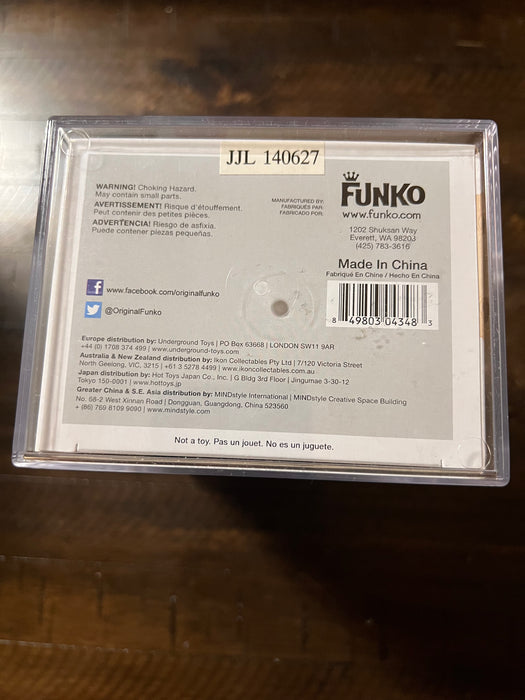 JJL 140627
WARNING! Choking Hazard.
May contain small parts.
AVERTISSEMENT! Risque d'étouffement.
Peut contenir des petites pièces.
ADVERTENCIA! Riesgo de asfixia.
Puede contener piezas pequeñas.
MANUFACTURED BY:
FABRIQUÉS PAR:
FABRICADO POR:
FUNKO
www.funko.com
1202 Shuksan Way
Everett, WA 98203
(425) 783-3616
Made In China
Fabriqué En Chine / Hecho En China
8 49803 04348 3
f www.facebook.com/originalfunko
@OriginalFunko
Europe distribution by: Underground Toys | PO Box 63668 | LONDON SW11 9AR
+44 (0) 1708 374 499 | www.underground-toys.com
Australia & New Zealand distribution by: Ikon Collectables Pty Ltd | 7/120 Victoria Street
North Geelong, VIC, 3215 | +61 3 5278 4499 | www.ikoncollectables.com.au
Japan distribution by: Hot Toys Japan Co., Inc. | G Bldg 3rd Floor | Jingumae 3-30-12
Tokyo 150-0001 | www.hottoys.jp
Greater China & S.E. Asia distribution by: MINDstyle International | MINDstyle Creative Space Building
No. 68-2 West Xinnan Road | Dongguan, Guangdong, China 523560
+ (86) 769 8109 9090 | www.mindstyle.com
Not a toy. Pas un jouet. No es un juguete.